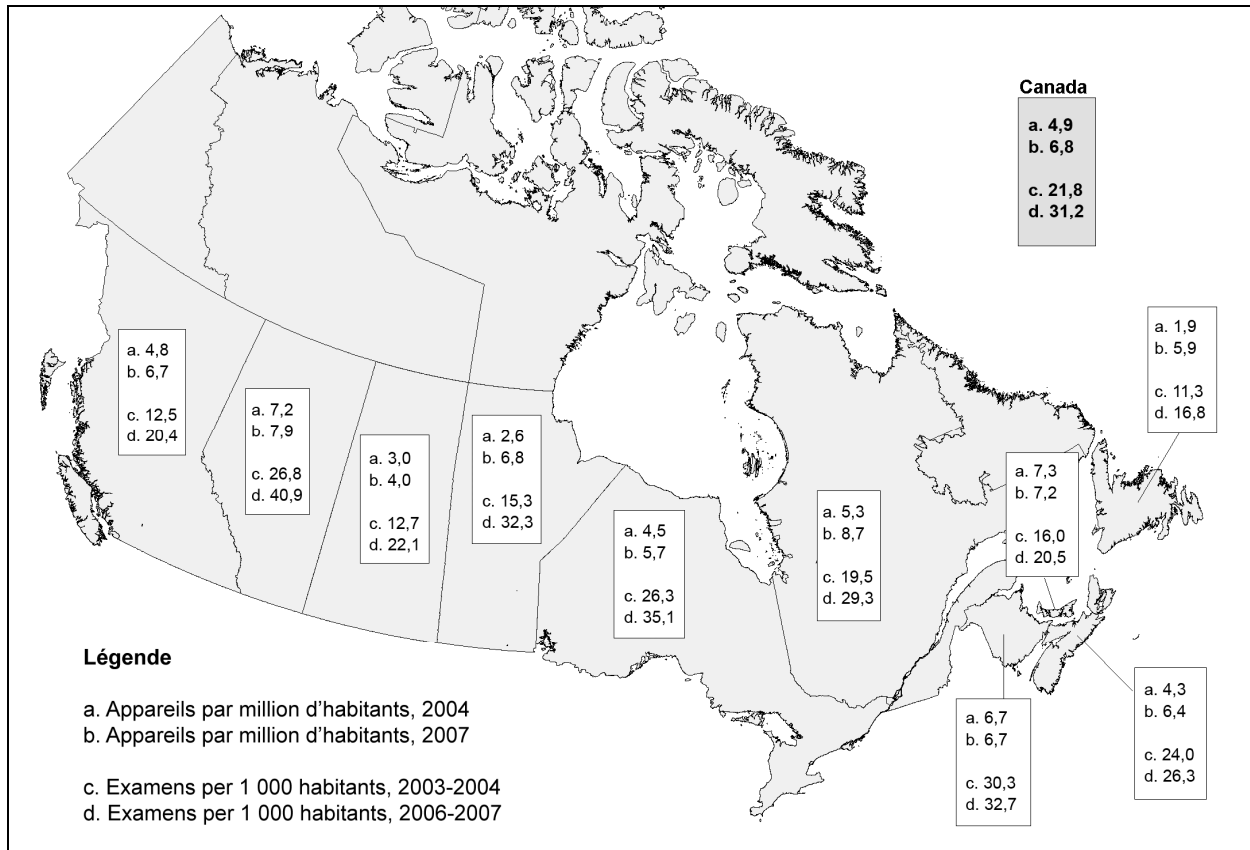 Canada
a. 4,9
b. 6,8
c. 21,8
d. 31,2
a. 1,9
b. 5,9
c. 11,3
d. 16,8
a. 4,8
b. 6,7
c. 12,5
d. 20,4
a. 7,2
b. 7,9
c. 26,8
d. 40,9
a. 3,0
b. 4,0
c. 12,7
d. 22,1
a. 2,6
b. 6,8
c. 15,3
d. 32,3
a. 4,5
b. 5,7
c. 26,3
d. 35,1
a. 5,3
b. 8,7
c. 19,5
d. 29,3
a. 7,3
b. 7,2
c. 16,0
d. 20,5
a. 6,7
b. 6,7
c. 30,3
d. 32,7
a. 4,3
b. 6,4
c. 24,0
d. 26,3
Légende
a. Appareils par million d’habitants, 2004
b. Appareils par million d’habitants, 2007
c. Examens per 1 000 habitants, 2003-2004
d. Examens per 1 000 habitants, 2006-2007